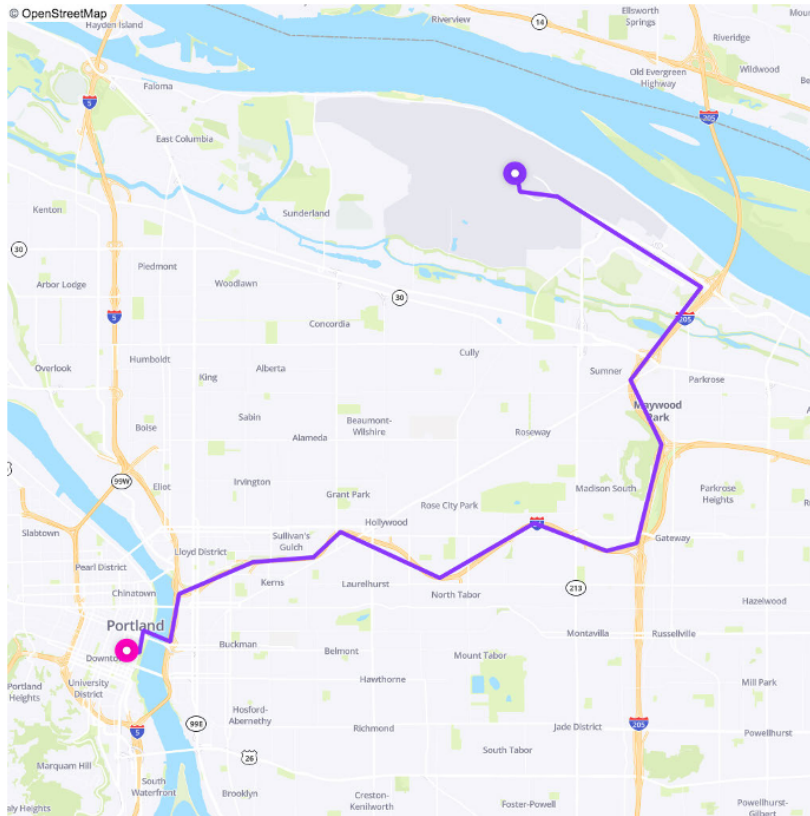 © OpenStreetMap
Hayden Island
Riverview
14
Ellsworth
Springs
Riveridge
Wildwood
Old Evergreen
Highway
Faloma
5
205
East Columbia
Kenton
Sunderland
30
Piedmont
Arbor Lodge
Woodlawn
30
5
205
Concordia
Humboldt
Cully
Overlook
Alberta
King
Sumner
Parkrose
Maywood
Park
Sabin
Beaumont-
Wilshire
Boise
Alameda
Roseway
99W
Eliot
Irvington
Grant Park
Madison South
Parkrose
Heights
Rose City Park
Hollywood
Slabtown
Sullivan's
Gulch
Gateway
Lloyd District
Pearl District
Kerns
Laurelhurst
213
Chinatown
North Tabor
Hazelwood
Portland
Buckman
Belmont
Montavilla
Russellville
Downtown
Mount Tabor
University
District
Portland
Heights
Hawthorne
Mill Park
Hosford-
Abernethy
99E
5
Richmond
Jade District
205
Powellhurst
26
South Tabor
Marquam Hill
South
Waterfront
Brooklyn
Creston-
Kenilworth
Foster-Powell
Powellhurst-
Gilbert